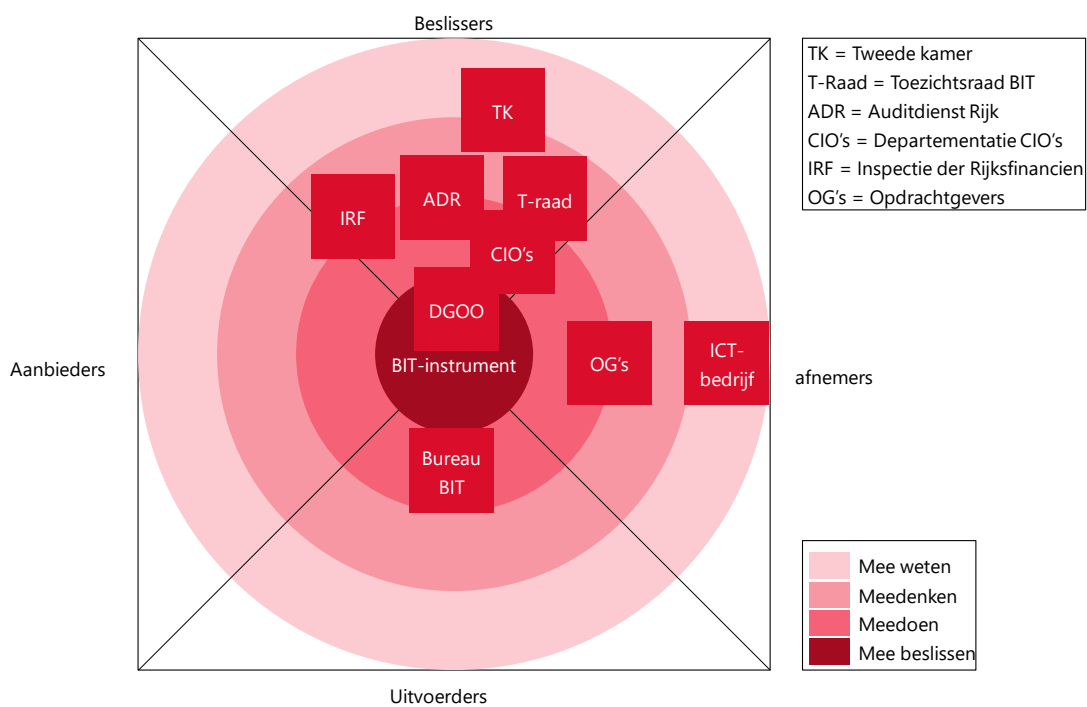 Beslissers
TK = Tweede kamer
T-Raad = Toezichtsraad BIT
ADR = Auditdienst Rijk
CIO's = Departementatie CIO's
IRF = Inspectie der Rijksfinancien
OG's = Opdrachtgevers
TK
ADR
T-raad
IRF
CIO's
DGOO
BIT-instrument
OG's
ICT-
bedrijf
Aanbieders
afnemers
Bureau
BIT
Mee weten
Meedenken
Meedoen
Mee beslissen
Uitvoerders